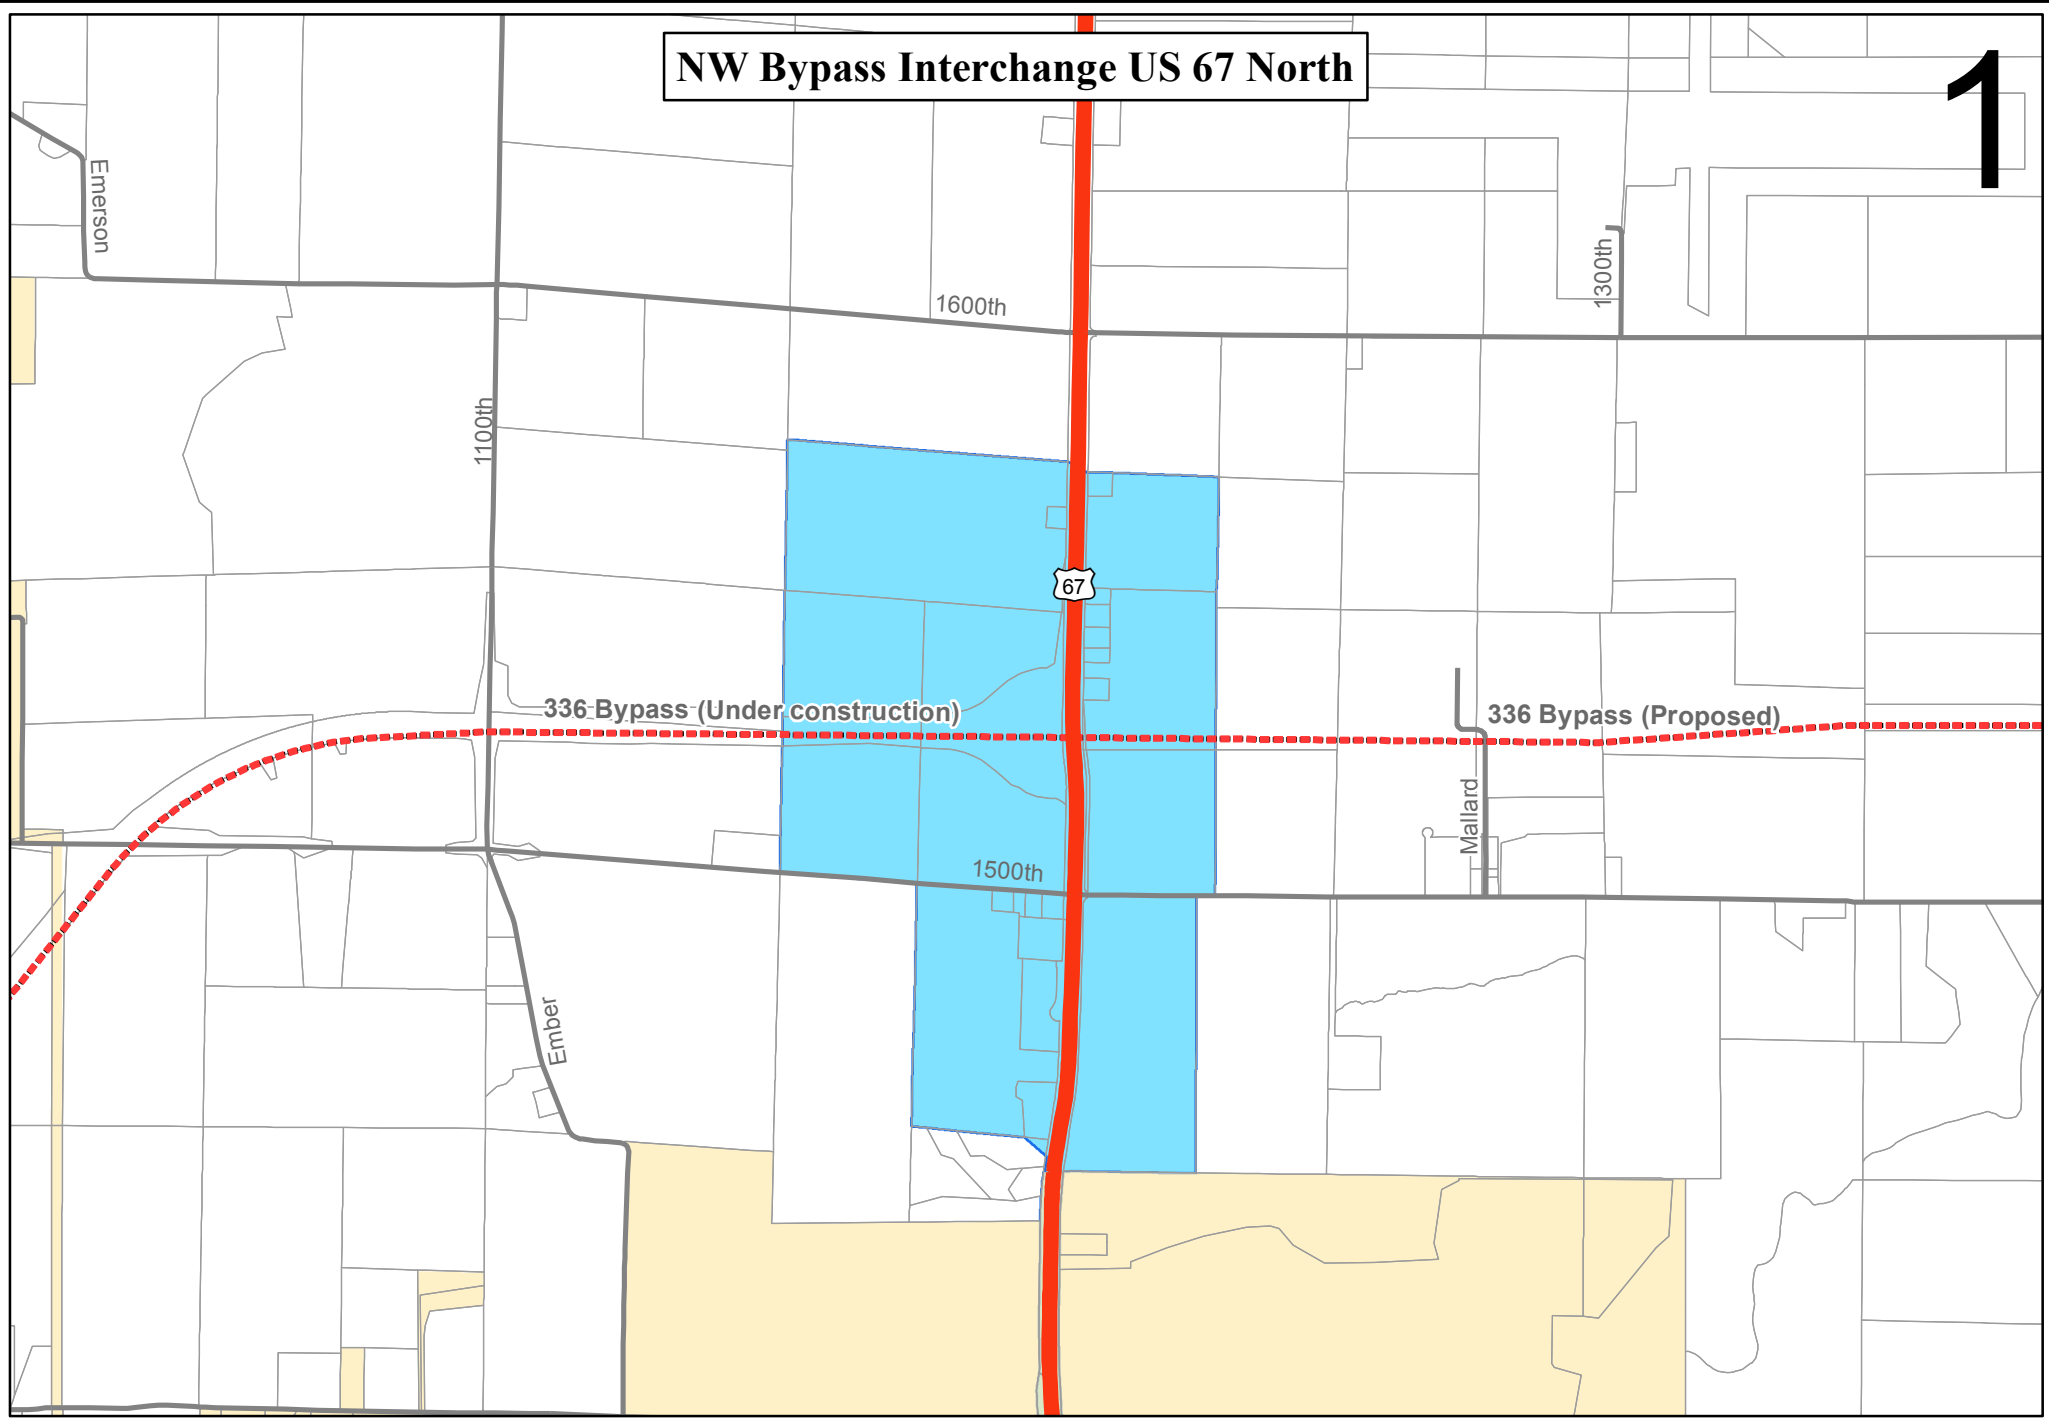 NW Bypass Interchange US 67 North
1
Emerson
1300th
1600th
1100th
67
336 Bypass (Under construction)
336 Bypass (Proposed)
Mallard
1500th
Ember